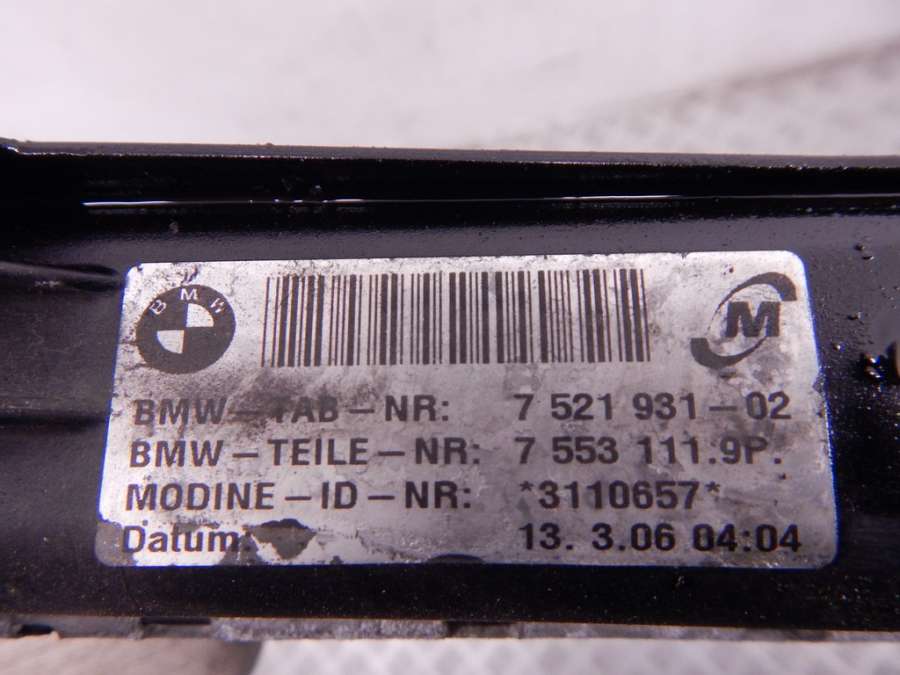 BMW
M
BMW-TAB-NR: 7 521 931-02
BMW-TEILE-NR: 7 553 111.9P.
MODINE-ID-NR: *3110657*
Datum: 13. 3.06 04:04